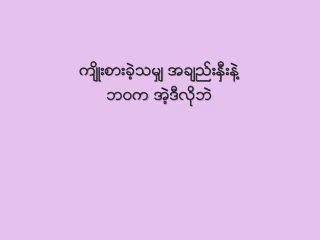 ကျိုးစားခဲ့သမျှ အချည်းနှီးနဲ့
ဘဝက အဲ့ဒီလိုဘဲ